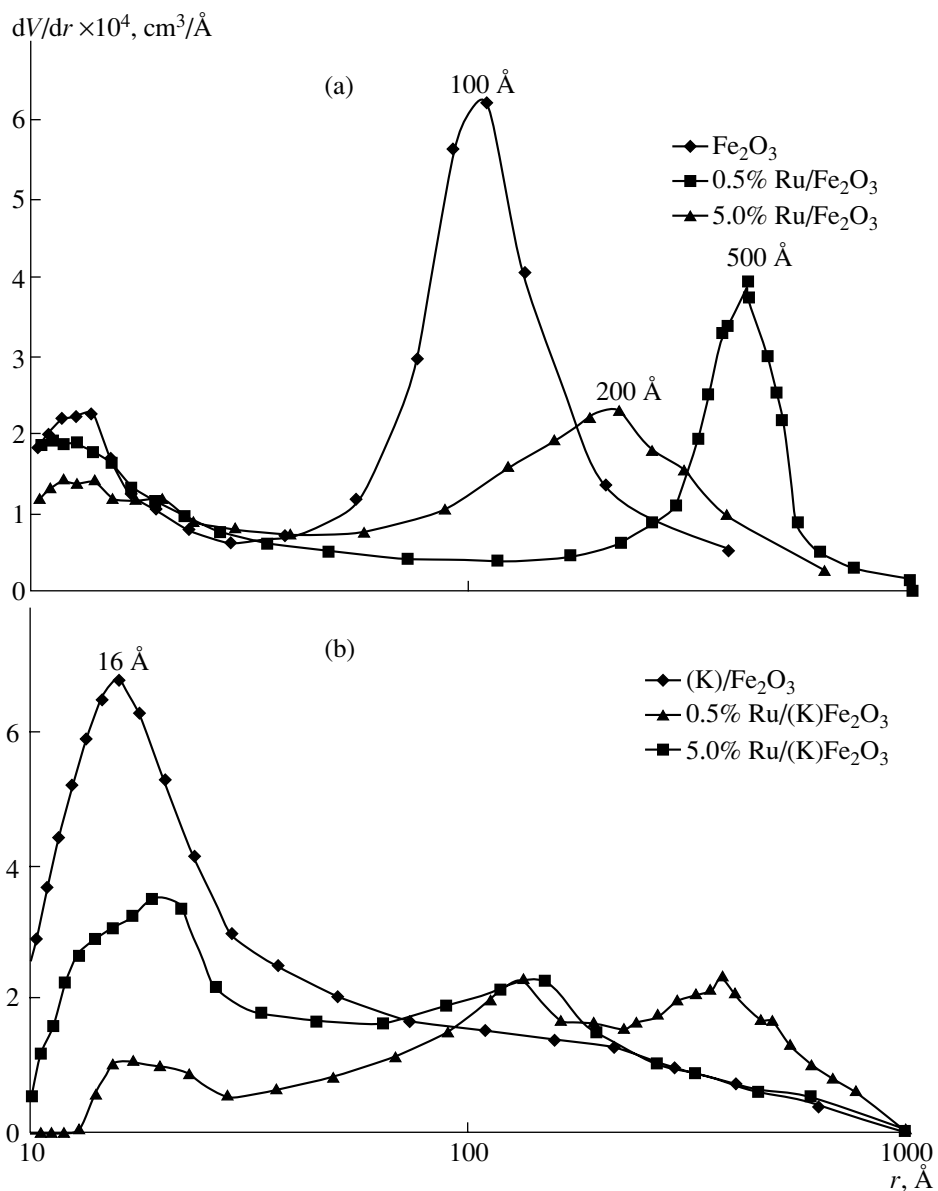 dV/dr ×10⁴, cm³/Å
(a)
100 Å
6
Fe₂O₃
0.5% Ru/Fe₂O₃
5.0% Ru/Fe₂O₃
5
500 Å
4
3
200 Å
2
1
0
(b)
16 Å
(K)/Fe₂O₃
0.5% Ru/(K)Fe₂O₃
5.0% Ru/(K)Fe₂O₃
6
4
2
0
10 100 1000
r, Å